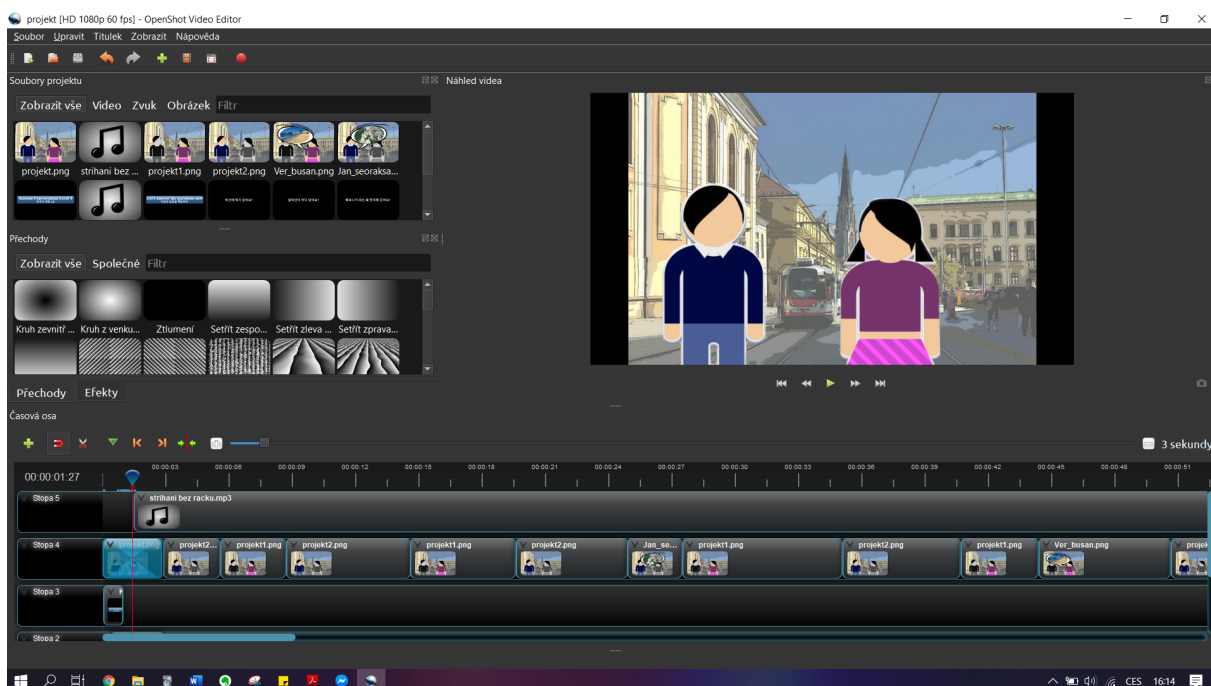 projekt [HD 1080p 60 fps] - OpenShot Video Editor
Soubor Upravit Titulek Zobrazit Nápověda
Soubory projektu
Náhled videa
Zobrazit vše Video Zvuk Obrázek Filtr
projekt.png strihani bez ... projekt1.png projekt2.png Ver_busan.png Jan_seoraksa...
Přechody
Zobrazit vše Společné Filtr
Kruh zevnitř ... Kruh z venku... Ztlumení Setřít zespo... Setřít zleva ... Setřít zprava...
Přechody Efekty
Časová osa
3 sekundy
00:00:01:27
00:00:03 00:00:06 00:00:09 00:00:12 00:00:15 00:00:18 00:00:21 00:00:24 00:00:27 00:00:30 00:00:33 00:00:36 00:00:39 00:00:42 00:00:45 00:00:48 00:00:51
Stopa 5 strihani bez racku.mp3
Stopa 4 projekt2... projekt1.png projekt2.png projekt1.png projekt2.png Jan_se... projekt1.png projekt2.png projekt1.png Ver_busan.png
Stopa 3
Stopa 2
CES 16:14